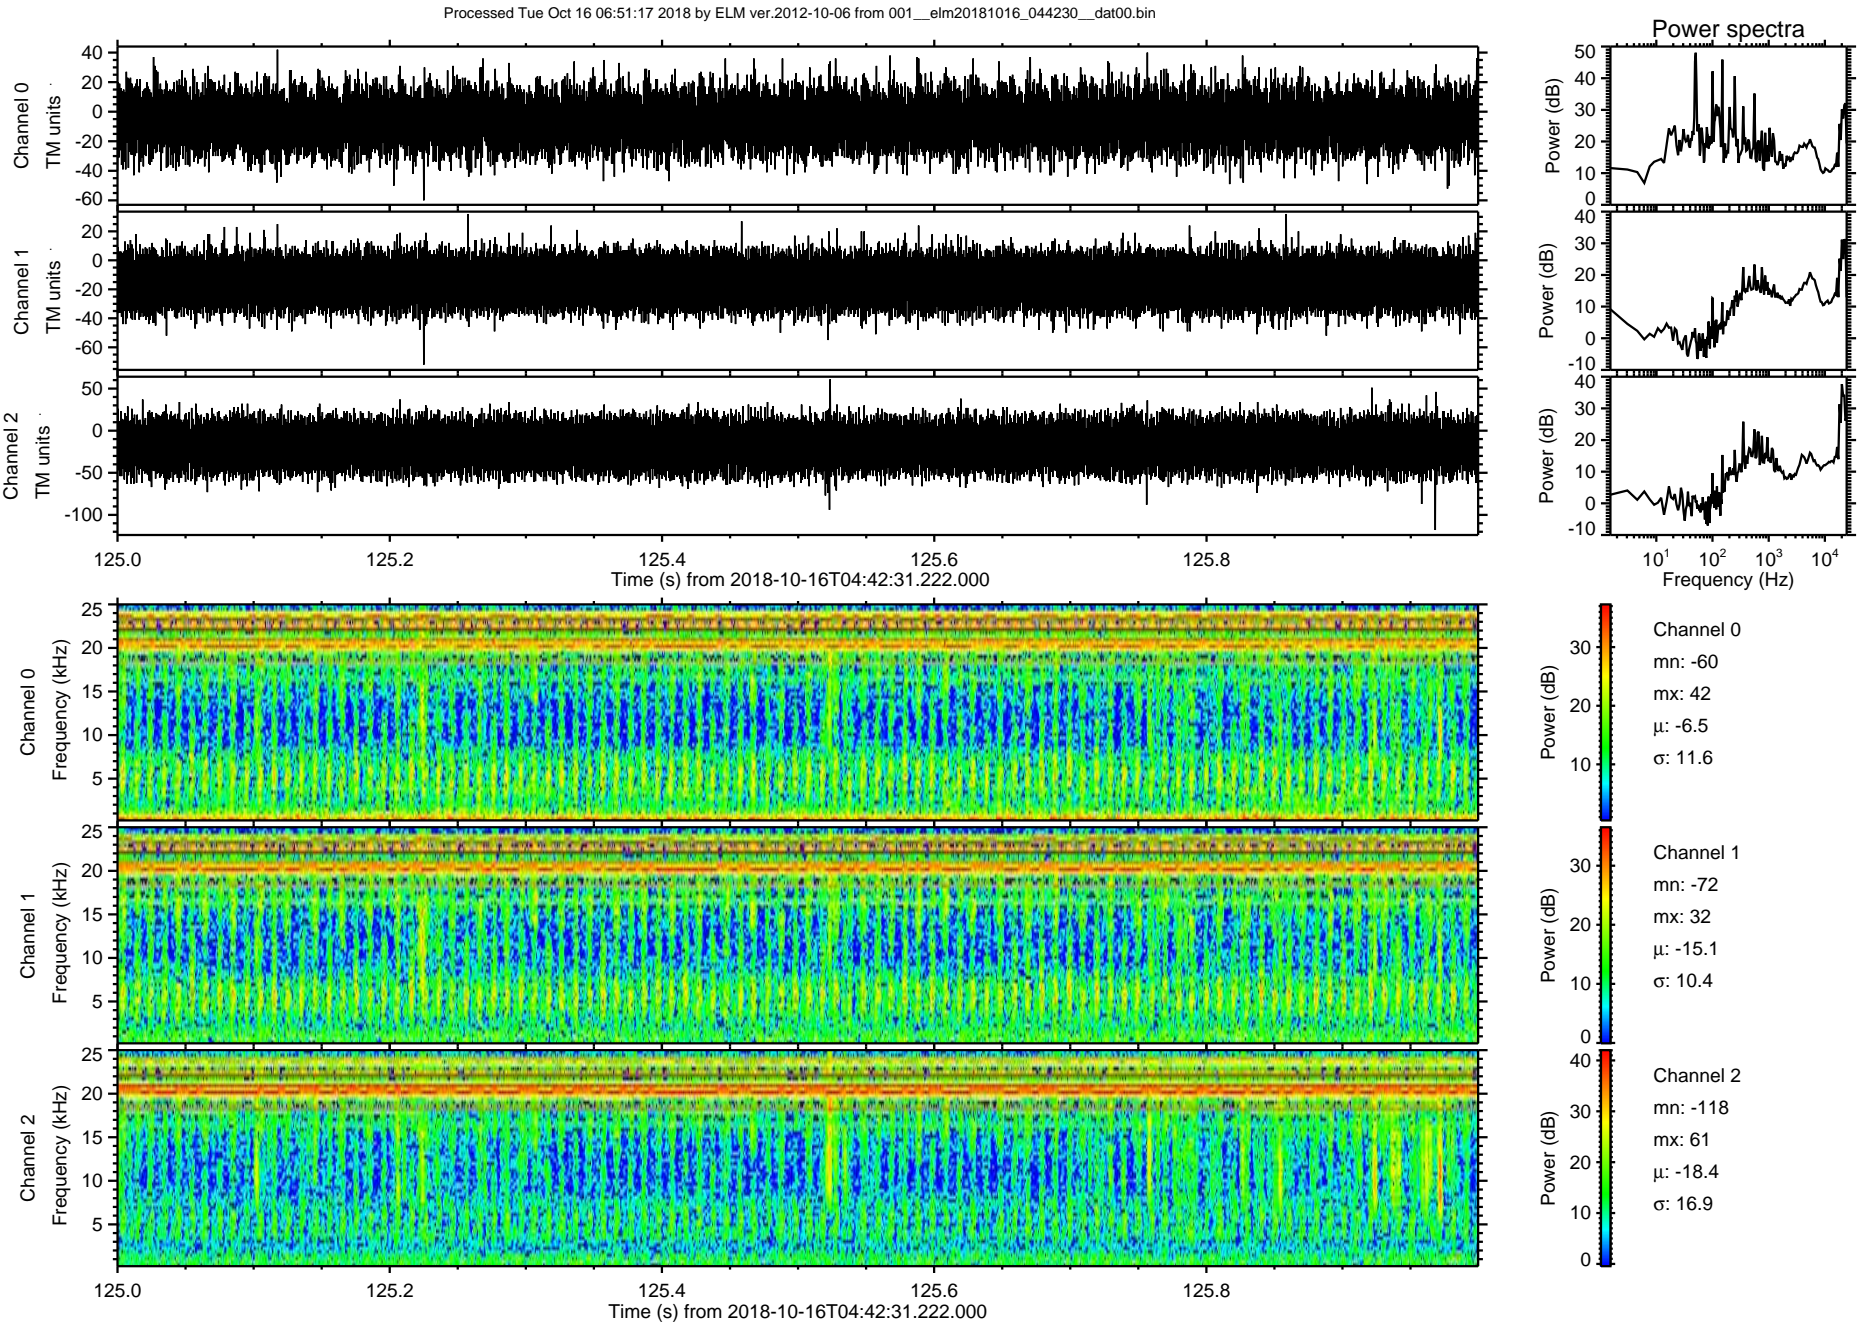 Processed Tue Oct 16 06:51:17 2018 by ELM ver.2012-10-06 from 001__elm20181016_044230__dat00.bin
Power spectra
Channel 0
TM units
40
20
0
-20
-40
-60
Power (dB)
50
40
30
20
10
0
Channel 1
TM units
20
0
-20
-40
-60
Power (dB)
40
30
20
10
0
-10
Channel 2
TM units
50
0
-50
-100
Power (dB)
40
30
20
10
0
-10
125.0 125.2 125.4 125.6 125.8
Time (s) from 2018-10-16T04:42:31.222.000
10^1 10^2 10^3 10^4
Frequency (Hz)
Channel 0
Frequency (kHz)
25
20
15
10
5
Power (dB)
30
20
10
Channel 0
mn: -60
mx: 42
μ: -6.5
σ: 11.6
Channel 1
Frequency (kHz)
25
20
15
10
5
Power (dB)
30
20
10
0
Channel 1
mn: -72
mx: 32
μ: -15.1
σ: 10.4
Channel 2
Frequency (kHz)
25
20
15
10
5
Power (dB)
40
30
20
10
0
Channel 2
mn: -118
mx: 61
μ: -18.4
σ: 16.9
125.0 125.2 125.4 125.6 125.8
Time (s) from 2018-10-16T04:42:31.222.000